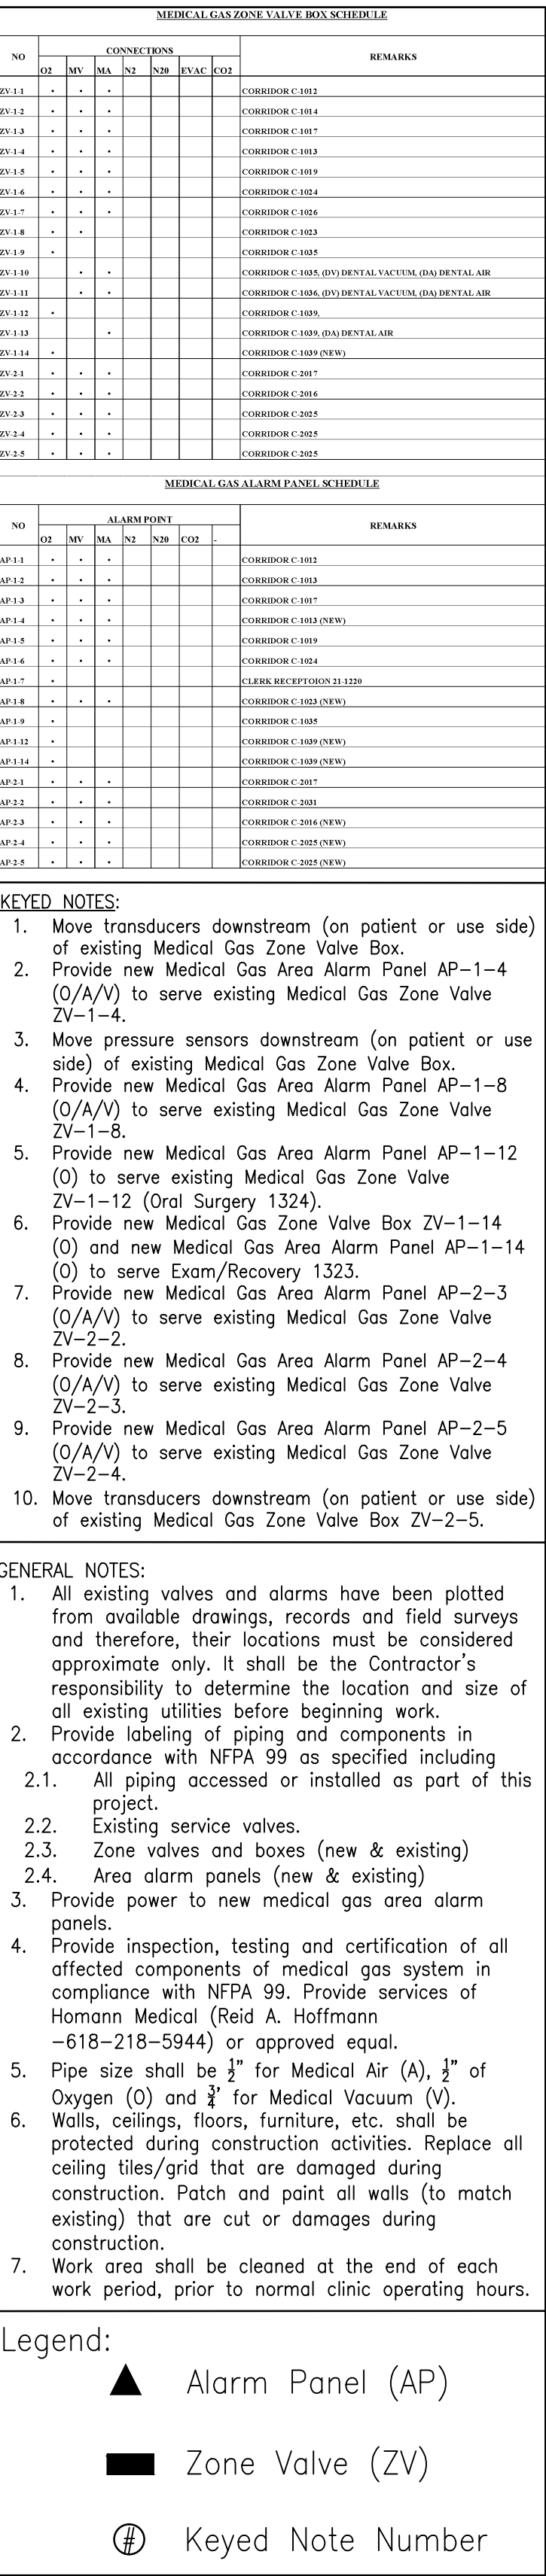 MEDICAL GAS ZONE VALVE BOX SCHEDULE
NO CONNECTIONS REMARKS
O2 MV MA N2 N20 EVAC CO2
ZV-1-1 • • • CORRIDOR C-1012
ZV-1-2 • • • CORRIDOR C-1014
ZV-1-3 • • • CORRIDOR C-1017
ZV-1-4 • • • CORRIDOR C-1013
ZV-1-5 • • • CORRIDOR C-1019
ZV-1-6 • • • CORRIDOR C-1024
ZV-1-7 • • • CORRIDOR C-1026
ZV-1-8 • • CORRIDOR C-1023
ZV-1-9 • CORRIDOR C-1035
ZV-1-10 • • CORRIDOR C-1035, (DV) DENTAL VACUUM, (DA) DENTAL AIR
ZV-1-11 • • CORRIDOR C-1036, (DV) DENTAL VACUUM, (DA) DENTAL AIR
ZV-1-12 • CORRIDOR C-1039,
ZV-1-13 • CORRIDOR C-1039, (DA) DENTAL AIR
ZV-1-14 • CORRIDOR C-1039 (NEW)
ZV-2-1 • • • CORRIDOR C-2017
ZV-2-2 • • • CORRIDOR C-2016
ZV-2-3 • • • CORRIDOR C-2025
ZV-2-4 • • • CORRIDOR C-2025
ZV-2-5 • • • CORRIDOR C-2025
MEDICAL GAS ALARM PANEL SCHEDULE
NO ALARM POINT REMARKS
O2 MV MA N2 N20 CO2 -
AP-1-1 • • • CORRIDOR C-1012
AP-1-2 • • • CORRIDOR C-1013
AP-1-3 • • • CORRIDOR C-1017
AP-1-4 • • • CORRIDOR C-1013 (NEW)
AP-1-5 • • • CORRIDOR C-1019
AP-1-6 • • • CORRIDOR C-1024
AP-1-7 • CLERK RECEPTOION 21-1220
AP-1-8 • • • CORRIDOR C-1023 (NEW)
AP-1-9 • CORRIDOR C-1035
AP-1-12 • CORRIDOR C-1039 (NEW)
AP-1-14 • CORRIDOR C-1039 (NEW)
AP-2-1 • • • CORRIDOR C-2017
AP-2-2 • • • CORRIDOR C-2031
AP-2-3 • • • CORRIDOR C-2016 (NEW)
AP-2-4 • • • CORRIDOR C-2025 (NEW)
AP-2-5 • • • CORRIDOR C-2025 (NEW)
KEYED NOTES:
1. Move transducers downstream (on patient or use side)
of existing Medical Gas Zone Valve Box.
2. Provide new Medical Gas Area Alarm Panel AP-1-4
(O/A/V) to serve existing Medical Gas Zone Valve
ZV-1-4.
3. Move pressure sensors downstream (on patient or use
side) of existing Medical Gas Zone Valve Box.
4. Provide new Medical Gas Area Alarm Panel AP-1-8
(O/A/V) to serve existing Medical Gas Zone Valve
ZV-1-8.
5. Provide new Medical Gas Area Alarm Panel AP-1-12
(O) to serve existing Medical Gas Zone Valve
ZV-1-12 (Oral Surgery 1324).
6. Provide new Medical Gas Zone Valve Box ZV-1-14
(O) and new Medical Gas Area Alarm Panel AP-1-14
(O) to serve Exam/Recovery 1323.
7. Provide new Medical Gas Area Alarm Panel AP-2-3
(O/A/V) to serve existing Medical Gas Zone Valve
ZV-2-2.
8. Provide new Medical Gas Area Alarm Panel AP-2-4
(O/A/V) to serve existing Medical Gas Zone Valve
ZV-2-3.
9. Provide new Medical Gas Area Alarm Panel AP-2-5
(O/A/V) to serve existing Medical Gas Zone Valve
ZV-2-4.
10. Move transducers downstream (on patient or use side)
of existing Medical Gas Zone Valve Box ZV-2-5.
GENERAL NOTES:
1. All existing valves and alarms have been plotted
from available drawings, records and field surveys
and therefore, their locations must be considered
approximate only. It shall be the Contractor's
responsibility to determine the location and size of
all existing utilities before beginning work.
2. Provide labeling of piping and components in
accordance with NFPA 99 as specified including
2.1. All piping accessed or installed as part of this
project.
2.2. Existing service valves.
2.3. Zone valves and boxes (new & existing)
2.4. Area alarm panels (new & existing)
3. Provide power to new medical gas area alarm
panels.
4. Provide inspection, testing and certification of all
affected components of medical gas system in
compliance with NFPA 99. Provide services of
Homann Medical (Reid A. Hoffmann
-618-218-5944) or approved equal.
5. Pipe size shall be ½" for Medical Air (A), ½" of
Oxygen (O) and ¾' for Medical Vacuum (V).
6. Walls, ceilings, floors, furniture, etc. shall be
protected during construction activities. Replace all
ceiling tiles/grid that are damaged during
construction. Patch and paint all walls (to match
existing) that are cut or damages during
construction.
7. Work area shall be cleaned at the end of each
work period, prior to normal clinic operating hours.
Legend:
Alarm Panel (AP)
Zone Valve (ZV)
# Keyed Note Number